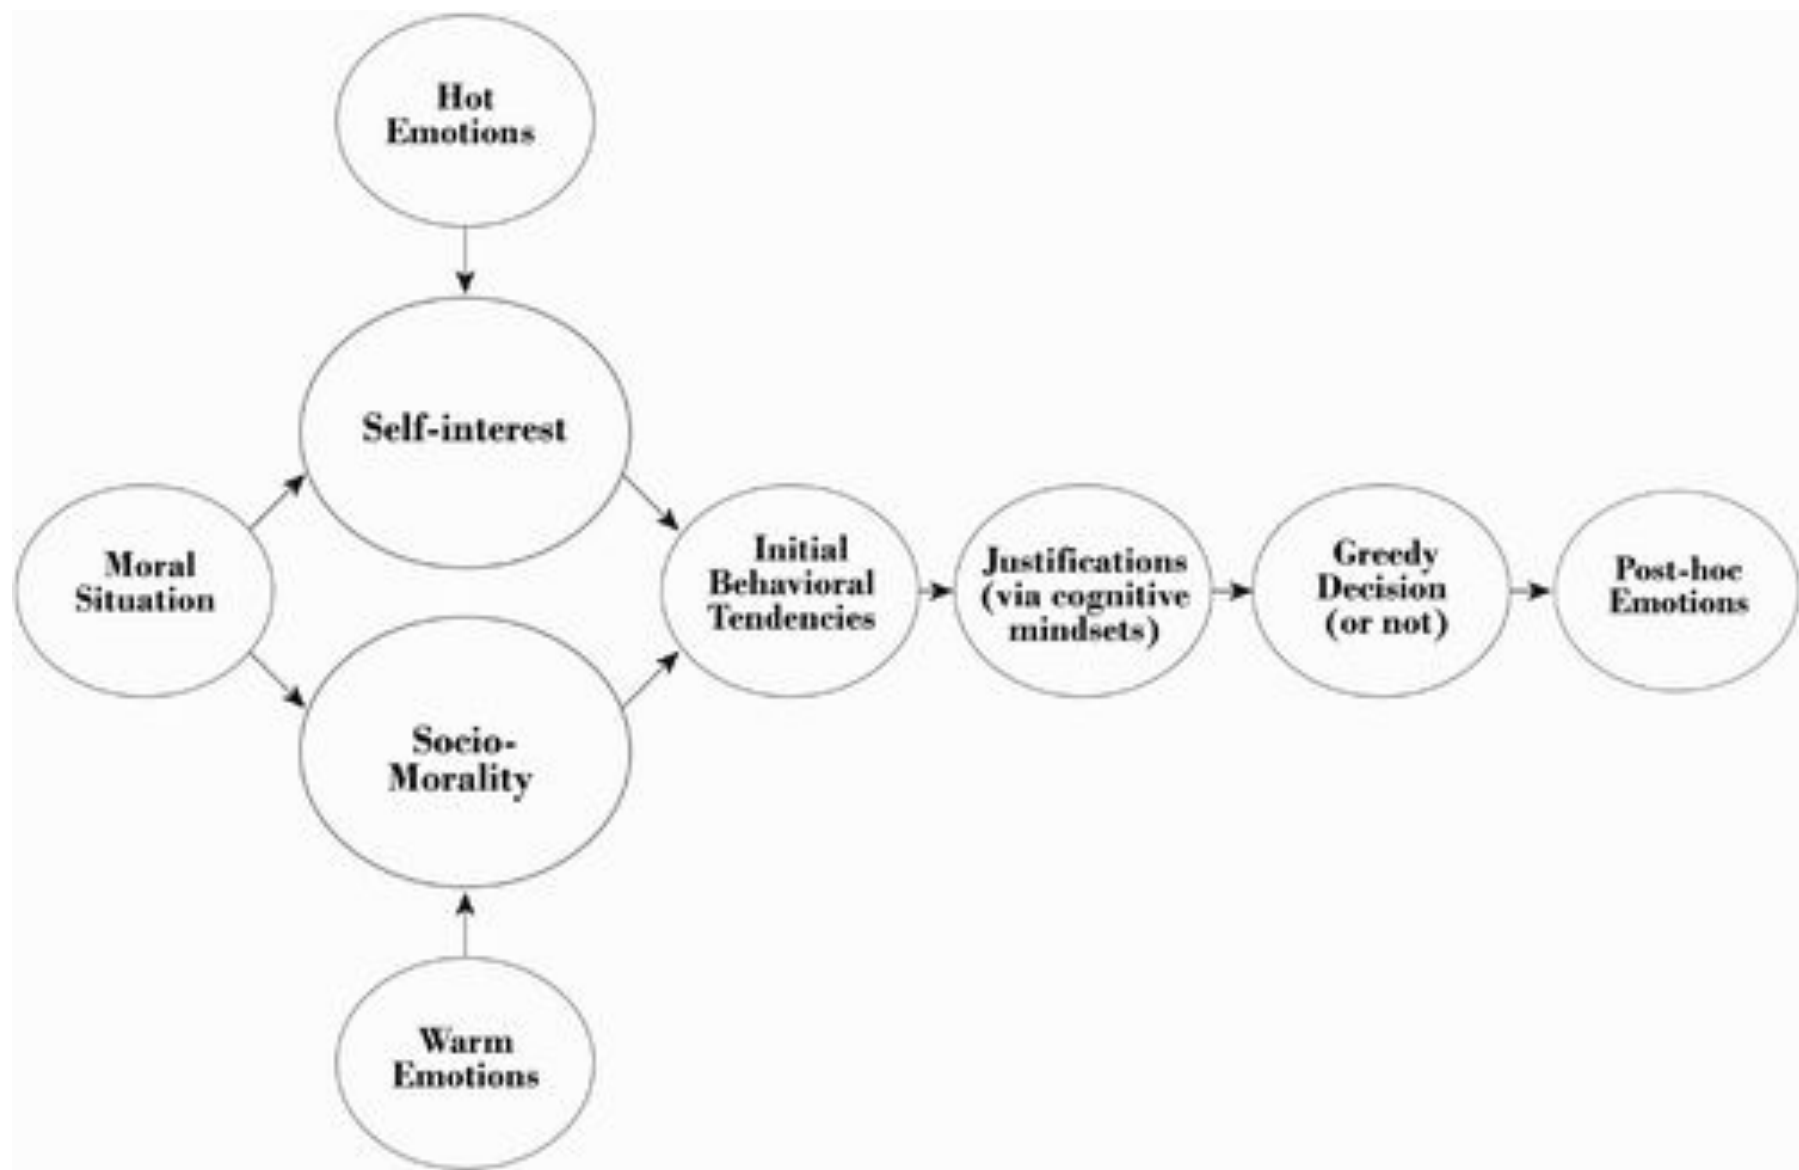 Hot
Emotions
Self-interest
Moral
Situation
Socio-
Morality
Warm
Emotions
Initial
Behavioral
Tendencies
Justifications
(via cognitive
mindsets)
Greedy
Decision
(or not)
Post-hoc
Emotions